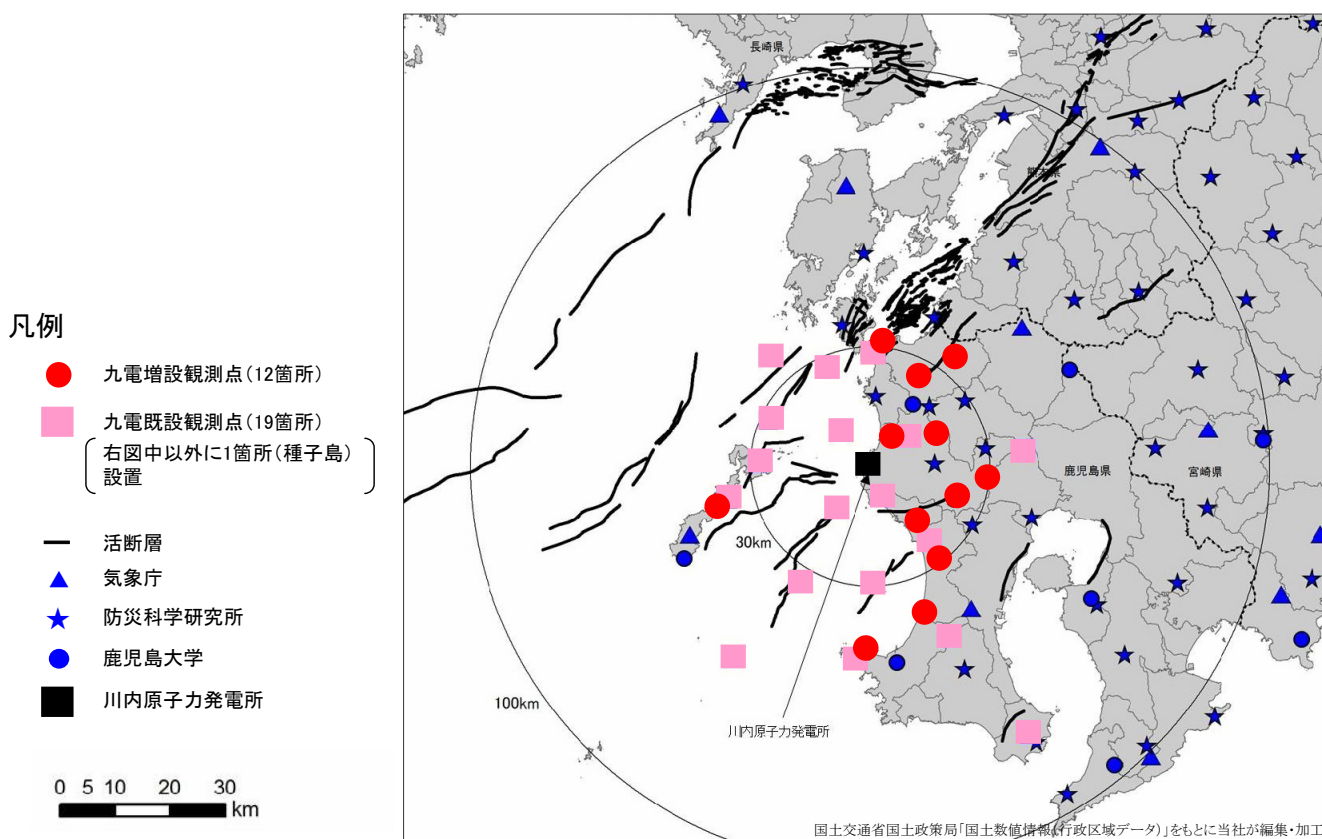 凡例
九電増設観測点(12箇所)
九電既設観測点(19箇所)
右図中以外に1箇所(種子島)
設置
活断層
気象庁
防災科学研究所
鹿児島大学
川内原子力発電所
0 5 10 20 30
km
長崎県
熊本県
鹿児島県
宮崎県
30km
100km
川内原子力発電所
国土交通省国土政策局「国土数値情報(行政区域データ)」をもとに当社が編集・加工